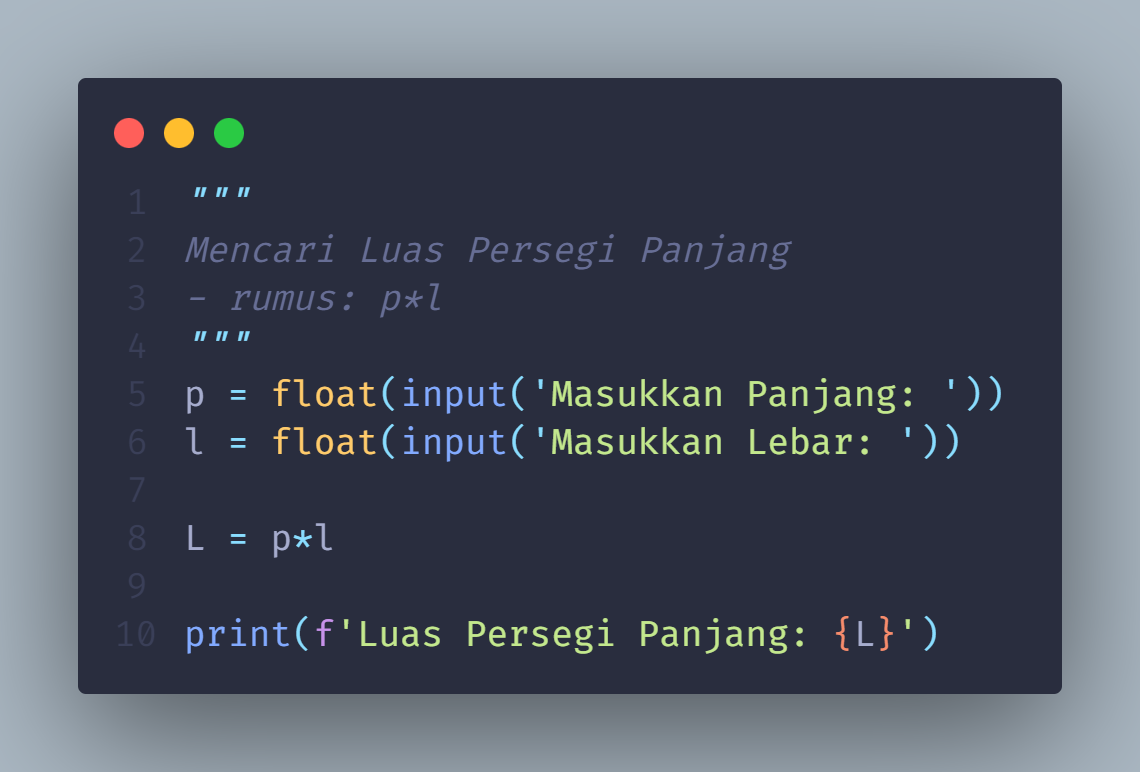 1 """
2 Mencari Luas Persegi Panjang
3 - rumus: p*l
4 """
5 p = float(input('Masukkan Panjang: '))
6 l = float(input('Masukkan Lebar: '))
7
8 L = p*l
9
10 print(f'Luas Persegi Panjang: {L}')